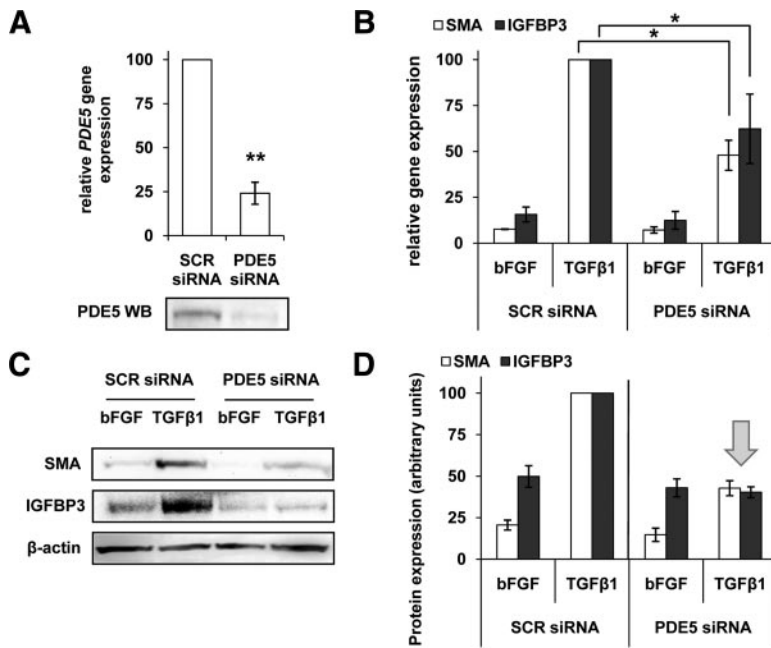 A
relative PDE5 gene
expression
100
75
50
25
0
**
SCR
siRNA
PDE5
siRNA
PDE5 WB
B
SMA IGFBP3
relative gene expression
100
75
50
25
0
*
*
bFGF TGFβ1 bFGF TGFβ1
SCR siRNA PDE5 siRNA
C
SCR siRNA PDE5 siRNA
bFGF TGFβ1 bFGF TGFβ1
SMA
IGFBP3
β-actin
D
SMA IGFBP3
Protein expression (arbitrary units)
100
75
50
25
0
bFGF TGFβ1 bFGF TGFβ1
SCR siRNA PDE5 siRNA